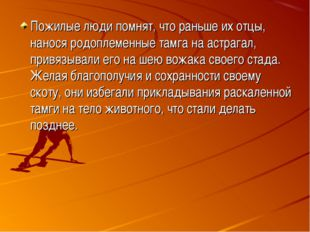 Пожилые люди помнят, что раньше их отцы,
нанося родоплеменные тамга на астрагал,
привязывали его на шею вожака своего стада.
Желая благополучия и сохранности своему
скоту, они избегали прикладывания раскаленной
тамги на тело животного, что стали делать
позднее.